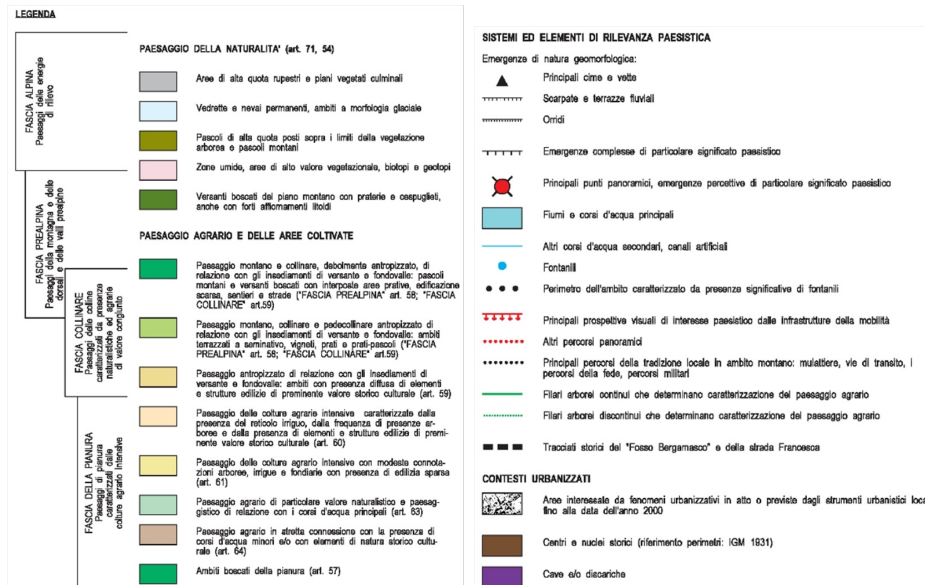 LEGENDA
FASCIA ALPINA
Paesaggi delle energie
di rilievo
FASCIA PREALPINA
Paesaggi della montagna e delle
dorsali e delle valli prealpine
FASCIA COLLINARE
Paesaggi delle colline
caratterizzati da presenze
naturalistiche ed agrarie
di valore congiunto
FASCIA DELLA PIANURA
Paesaggi di pianura
caratterizzati dalle
colture agrario intensive
PAESAGGIO DELLA NATURALITA' (art. 71, 54)
Aree di alta quota rupestri e piani vegetati culminali
Vedrette e nevai permanenti, ambiti a morfologia glaciale
Pascoli di alta quota posti sopra i limiti della vegetazione
arborea e pascoli montani
Zone umide, aree di alto valore vegetazionale, biotopi e geotopi
Versanti boscati del piano montano con praterie e cespuglieti,
anche con forti affioramenti litoidi
PAESAGGIO AGRARIO E DELLE AREE COLTIVATE
Paesaggio montano e collinare, debolmente antropizzato, di
relazione con gli insediamenti di versante e fondovalle: pascoli
montani e versanti boscati con interposte aree prative, edificazione
scarsa, sentieri e strade ("FASCIA PREALPINA" art. 58; "FASCIA
COLLINARE" art.59)
Paesaggio montano, collinare e pedecollinare antropizzato di
relazione con gli insediamenti di versante e fondovalle: ambiti
terrazzati a seminativo, vigneti, prati e prati-pascoli ("FASCIA
PREALPINA" art. 58; "FASCIA COLLINARE" art.59)
Paesaggio antropizzato di relazione con gli insediamenti di
versante e fondovalle: ambiti con presenza diffusa di elementi
e strutture edilizie di preminente valore storico culturale (art. 59)
Paesaggio delle colture agrarie intensive caratterizzate dalla
presenza del reticolo irriguo, dalla frequenza di presenze ar-
boree e dalla presenza di elementi e strutture edilizie di premi-
nente valore storico culturale (art. 60)
Paesaggio delle colture agrario intensive con modeste connota-
zioni arboree, irrigue e fondiarie con presenza di edilizia sparsa
(art. 61)
Paesaggio agrario di particolare valore naturalistico e paesag-
gistico di relazione con i corsi d'acqua principali (art. 63)
Paesaggio agrario in stretta connessione con la presenza di
corsi d'acqua minori e/o con elementi di natura storico cultu-
rale (art. 64)
Ambiti boscati della pianura (art. 57)
SISTEMI ED ELEMENTI DI RILEVANZA PAESISTICA
Emergenze di natura geomorfologica:
Principali cime e vette
Scarpate e terrazze fluviali
Orridi
Emergenze complesse di particolare significato paesistico
Principali punti panoramici, emergenze percettive di particolare significato paesistico
Fiumi e corsi d'acqua principali
Altri corsi d'acqua secondari, canali artificiali
Fontanili
Perimetro dell'ambito caratterizzato da presenze significative di fontanili
Principali prospettive visuali di interesse paesistico dalle infrastrutture della mobilità
Altri percorsi panoramici
Principali percorsi della tradizione locale in ambito montano: mulattiere, vie di transito, i
percorsi della fede, percorsi militari
Filari arborei continui che determinano caratterizzazione del paesaggio agrario
Filari arborei discontinui che determinano caratterizzazione del paesaggio agrario
Tracciati storici del "Fosso Bergamasco" e della strada Francesca
CONTESTI URBANIZZATI
Aree interessate da fenomeni urbanizzativi in atto o previste dagli strumenti urbanistici loca
fino alla data dell'anno 2000
Centri e nuclei storici (riferimento perimetri: IGM 1931)
Cave e/o discariche